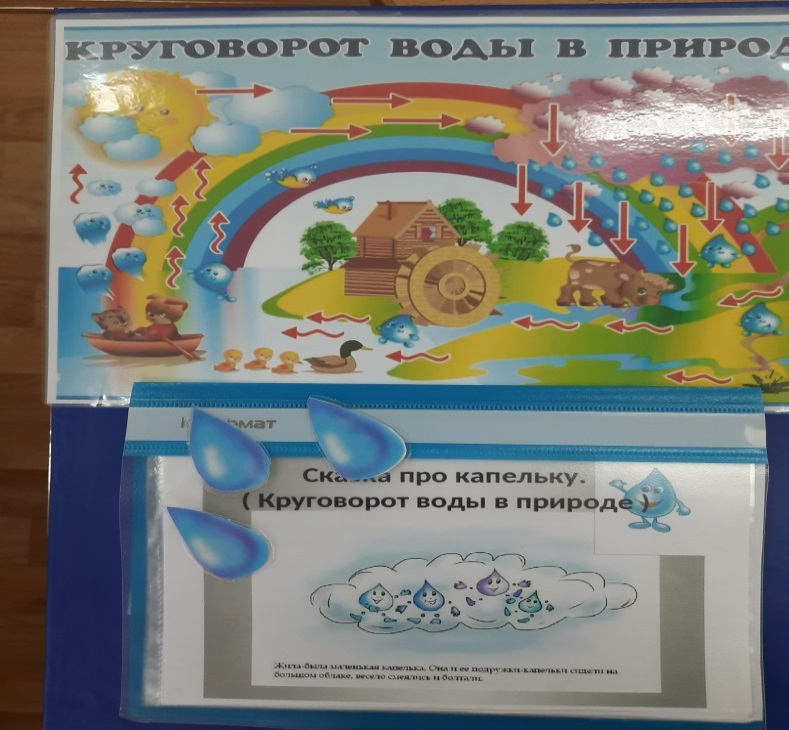 КРУГОВОРОТ ВОДЫ В ПРИРОД
Сказка про капельку.
( Круговорот воды в природе )
Жила-была маленькая капелька. Она и ее подружки-капельки сидели на
большом облаке, весело смеялись и болтали.